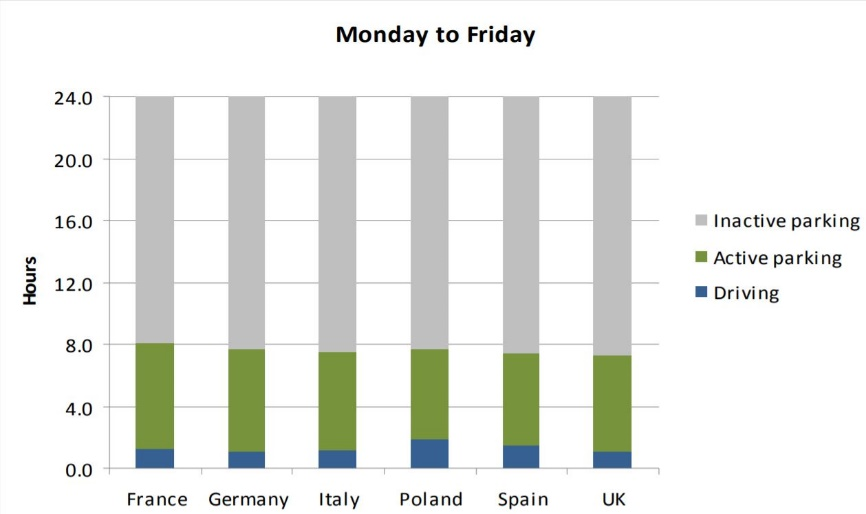 Monday to Friday
24.0
20.0
16.0
12.0
8.0
4.0
0.0
Hours
France Germany Italy Poland Spain UK
Inactive parking
Active parking
Driving